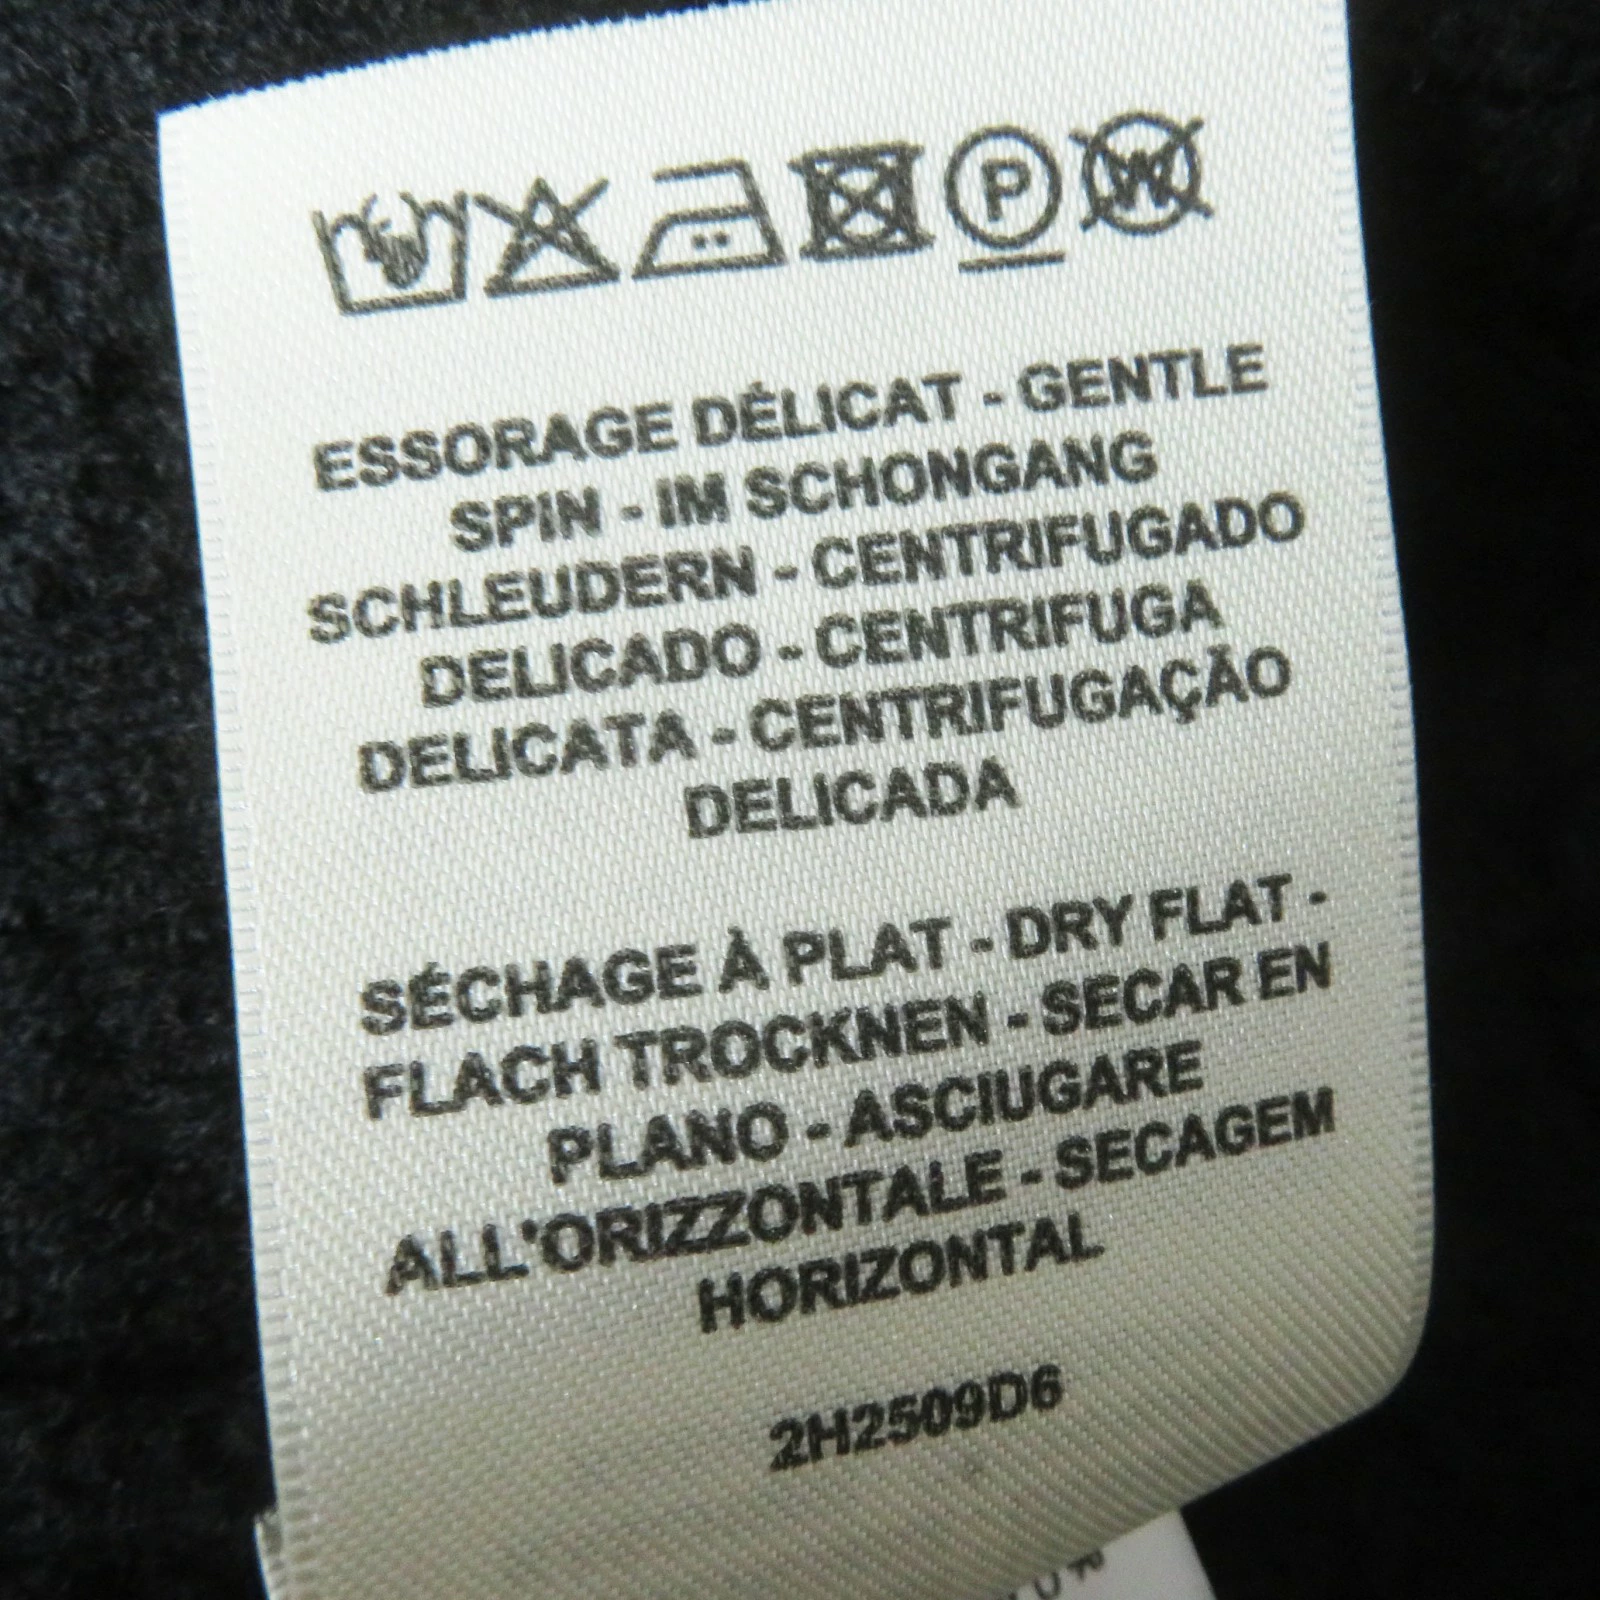 P W
ESSORAGE DÉLICAT - GENTLE
SPIN - IM SCHONGANG
SCHLEUDERN - CENTRIFUGADO
DELICADO - CENTRIFUGA
DELICATA - CENTRIFUGAÇÃO
DELICADA
SÉCHAGE À PLAT - DRY FLAT -
FLACH TROCKNEN - SECAR EN
PLANO - ASCIUGARE
ALL'ORIZZONTALE - SECAGEM
HORIZONTAL
2H2509D6